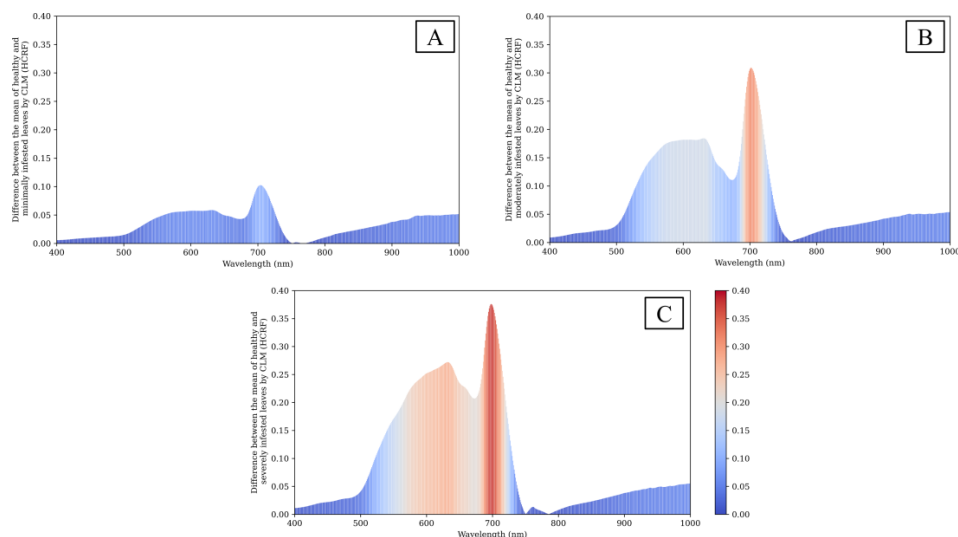 A
Difference between the mean of healthy and
minimally infested leaves by CLM (HCRF)
0.40
0.35
0.30
0.25
0.20
0.15
0.10
0.05
0.00
400 500 600 700 800 900 1000
Wavelength (nm)
B
Difference between the mean of healthy and
moderately infested leaves by CLM (HCRF)
0.40
0.35
0.30
0.25
0.20
0.15
0.10
0.05
0.00
400 500 600 700 800 900 1000
Wavelength (nm)
C
Difference between the mean of healthy and
severely infested leaves by CLM (HCRF)
0.40
0.35
0.30
0.25
0.20
0.15
0.10
0.05
0.00
400 500 600 700 800 900 1000
Wavelength (nm)
0.40
0.35
0.30
0.25
0.20
0.15
0.10
0.05
0.00